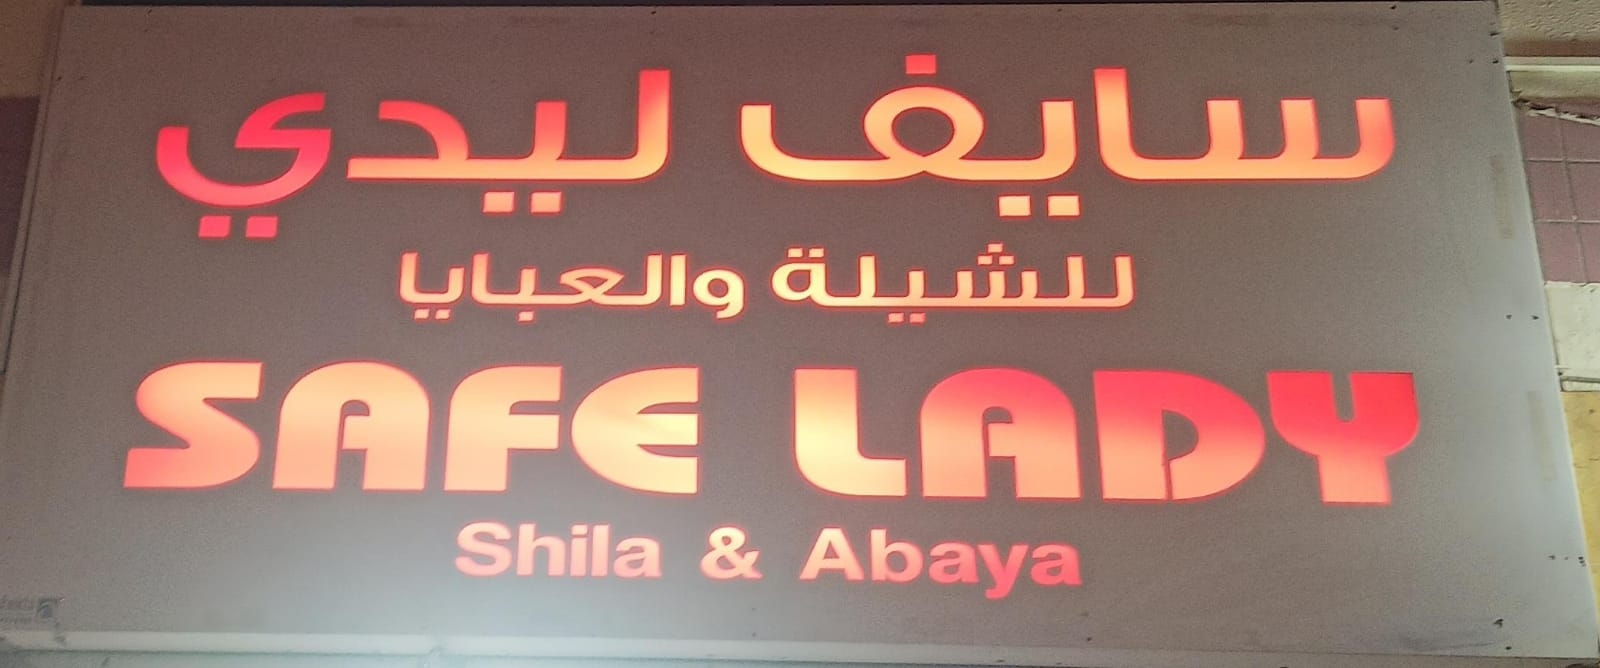 سايف ليدي
للشيلة والعبايا
SAFE LADY
Shila & Abaya